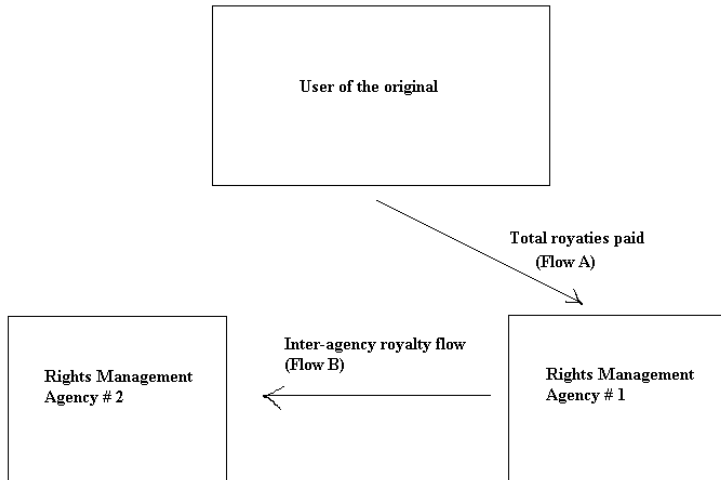 User of the original
Total royaties paid
(Flow A)
Inter-agency royalty flow
(Flow B)
Rights Management
Agency # 2
Rights Management
Agency # 1